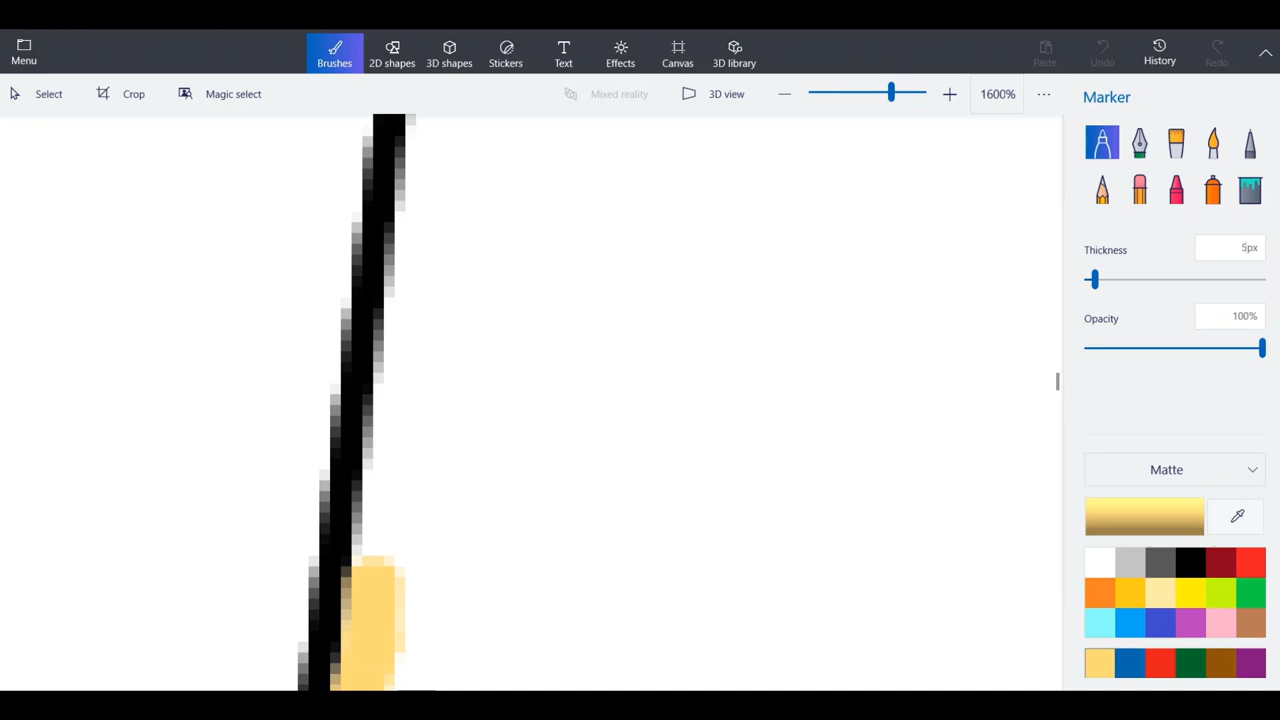 Menu
Brushes
2D shapes
3D shapes
Stickers
Text
Effects
Canvas
3D library
Paste
Undo
History
Redo
Select
Crop
Magic select
Mixed reality
3D view
1600%
Marker
Thickness
5px
Opacity
100%
Matte